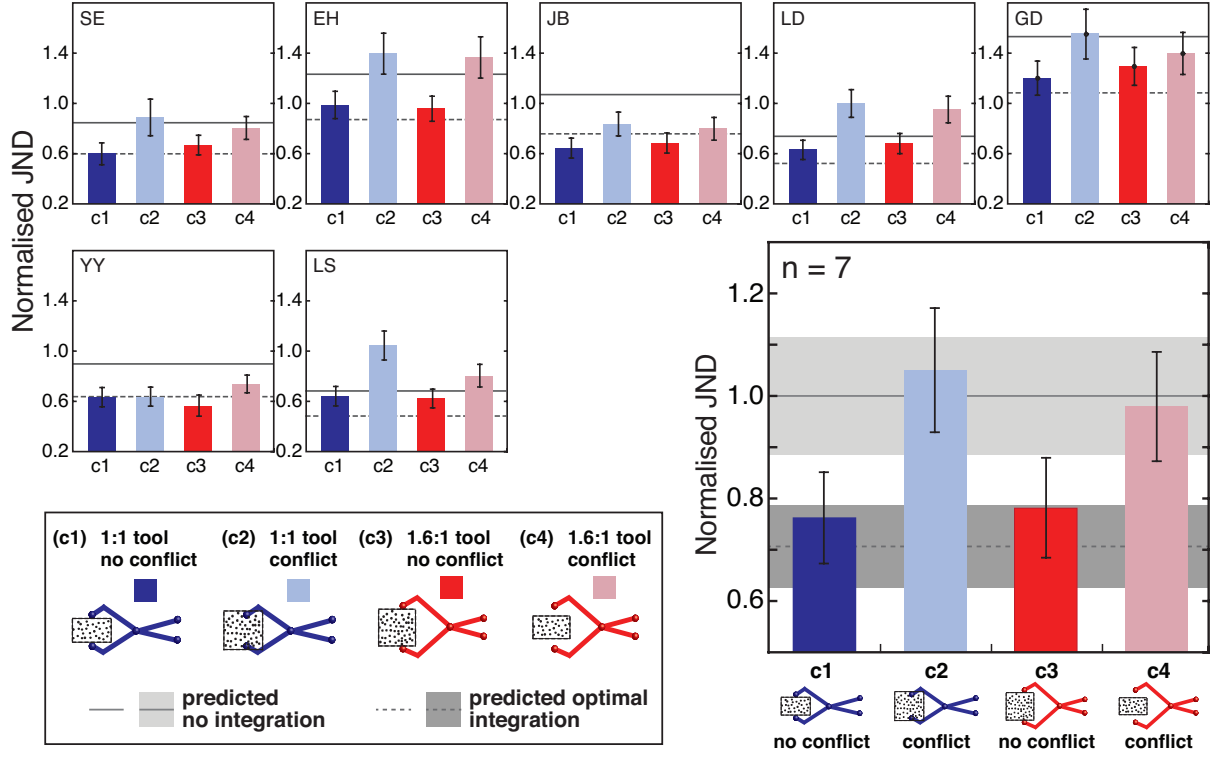 SE
EH
JB
LD
GD
Normalised JND
1.4
1.0
0.6
0.2
c1 c2 c3 c4
1.4
1.0
0.6
0.2
c1 c2 c3 c4
1.4
1.0
0.6
0.2
c1 c2 c3 c4
1.4
1.0
0.6
0.2
c1 c2 c3 c4
1.4
1.0
0.6
0.2
c1 c2 c3 c4
YY
LS
1.4
1.0
0.6
0.2
c1 c2 c3 c4
1.4
1.0
0.6
0.2
c1 c2 c3 c4
n = 7
Normalised JND
1.2
1.0
0.8
0.6
c1 c2 c3 c4
no conflict conflict no conflict conflict
(c1) 1:1 tool
no conflict
(c2) 1:1 tool
conflict
(c3) 1.6:1 tool
no conflict
(c4) 1.6:1 tool
conflict
predicted
no integration
predicted optimal
integration